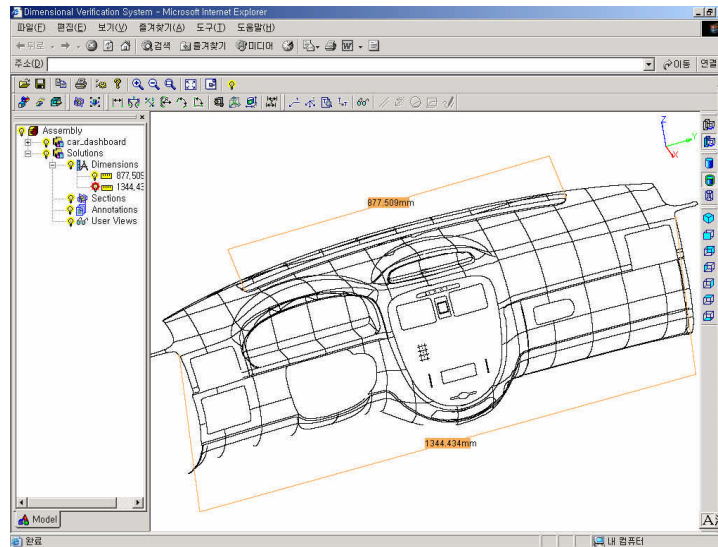 Dimensional Verification System - Microsoft Internet Explorer
파일(F) 편집(E) 보기(V) 즐겨찾기(A) 도구(T) 도움말(H)
뒤로 검색 즐겨찾기 미디어
주소(D) 이동 연결
Assembly
car_dashboard
Solutions
Dimensions
877,509
1344,43
Sections
Annotations
User Views
Model
Z
Y
X
877.509mm
1344.434mm
완료 내 컴퓨터